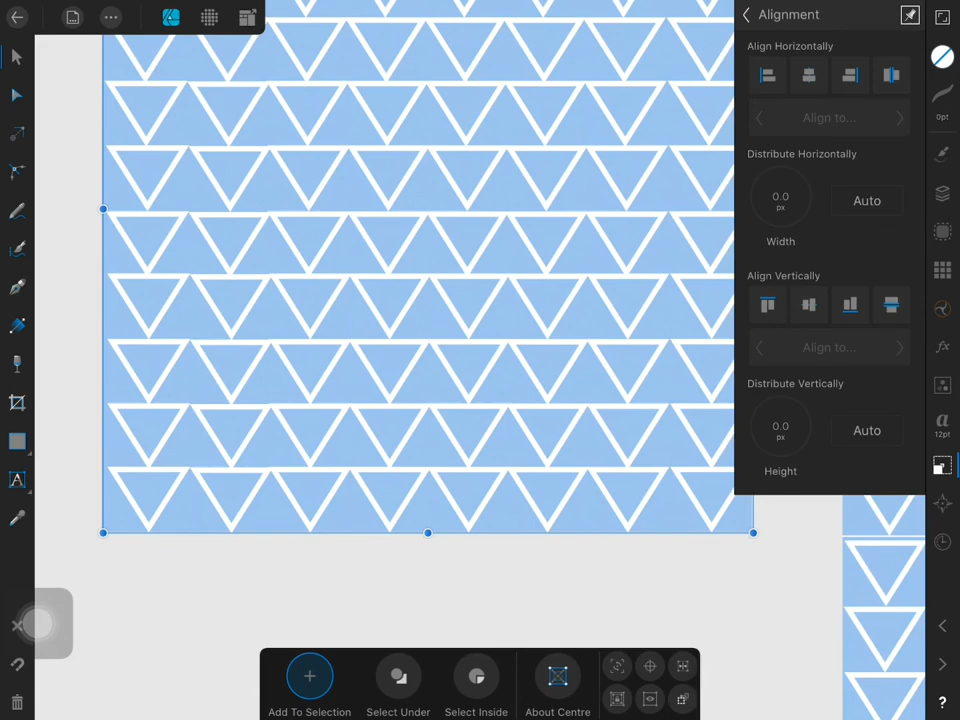 Alignment
Align Horizontally
Align to...
Distribute Horizontally
0.0
px
Auto
Width
Align Vertically
Align to...
Distribute Vertically
0.0
px
Auto
Height
0pt
fx
a
12pt
A
?
Add To Selection
Select Under
Select Inside
About Centre